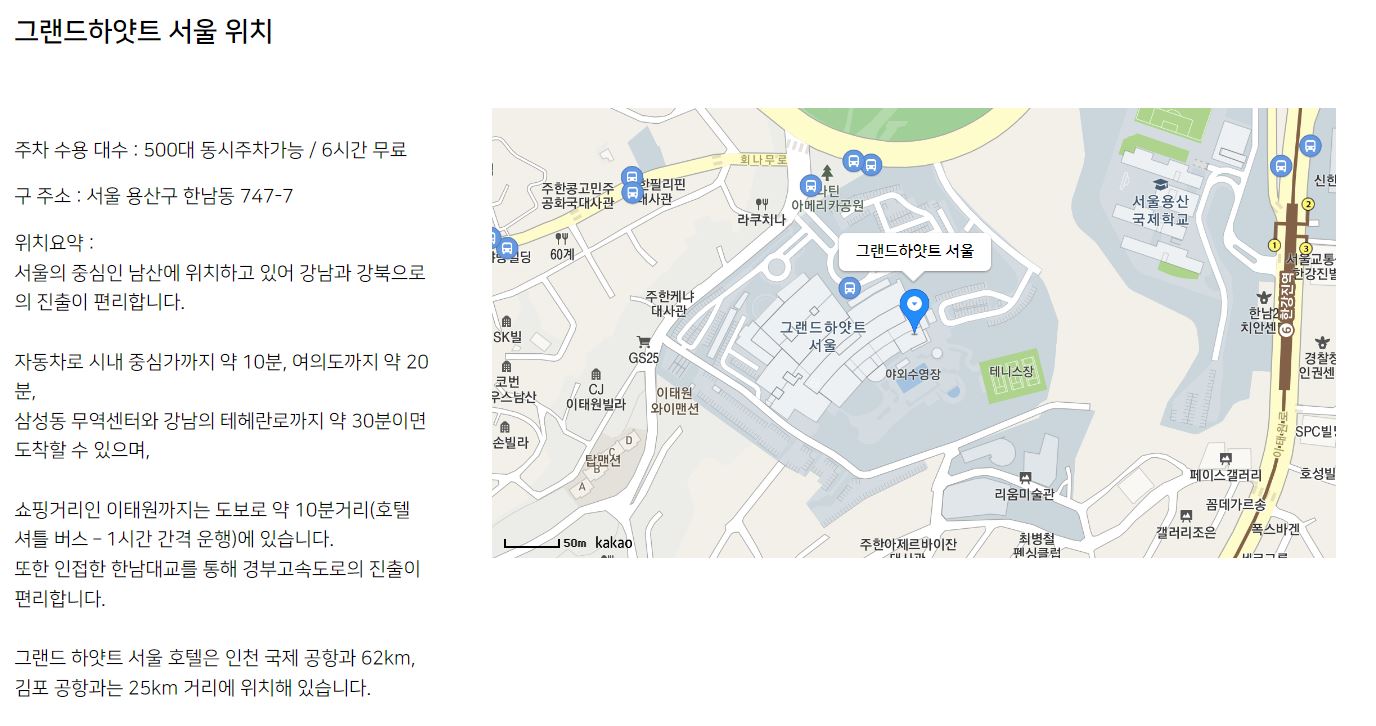 그랜드하얏트 서울 위치
주차 수용 대수 : 500대 동시주차가능 / 6시간 무료
구 주소 : 서울 용산구 한남동 747-7
위치요약 :
서울의 중심인 남산에 위치하고 있어 강남과 강북으로
의 진출이 편리합니다.
자동차로 시내 중심가까지 약 10분, 여의도까지 약 20
분,
삼성동 무역센터와 강남의 테헤란로까지 약 30분이면
도착할 수 있으며,
쇼핑거리인 이태원까지는 도보로 약 10분거리(호텔
셔틀 버스 – 1시간 간격 운행)에 있습니다.
또한 인접한 한남대교를 통해 경부고속도로의 진출이
편리합니다.
그랜드 하얏트 서울 호텔은 인천 국제 공항과 62km,
김포 공항과는 25km 거리에 위치해 있습니다.
회나무로
주한콩고민주
공화국대사관
한필리핀
대사관
라틴
아메리카공원
라쿠치나
60계
서울용산
국제학교
신한
2
1
3
서울교통
한강진빌
그랜드하얏트 서울
주한케냐
대사관
그랜드하얏트
서울
한남2
치안센
6 한강진역
SK빌
GS25
야외수영장
테니스장
경찰청
인권센
코번
우스남산
CJ
이태원빌라
이태원
와이맨션
손빌라
D
C
탑맨션
B
A
이태원로
SPC빌딩
페이스갤러리
호성빌
리움미술관
꼼데가르송
갤러리조은
폭스바겐
주한아제르바이잔
대사관
최병철
펜싱클럽
50m kakao